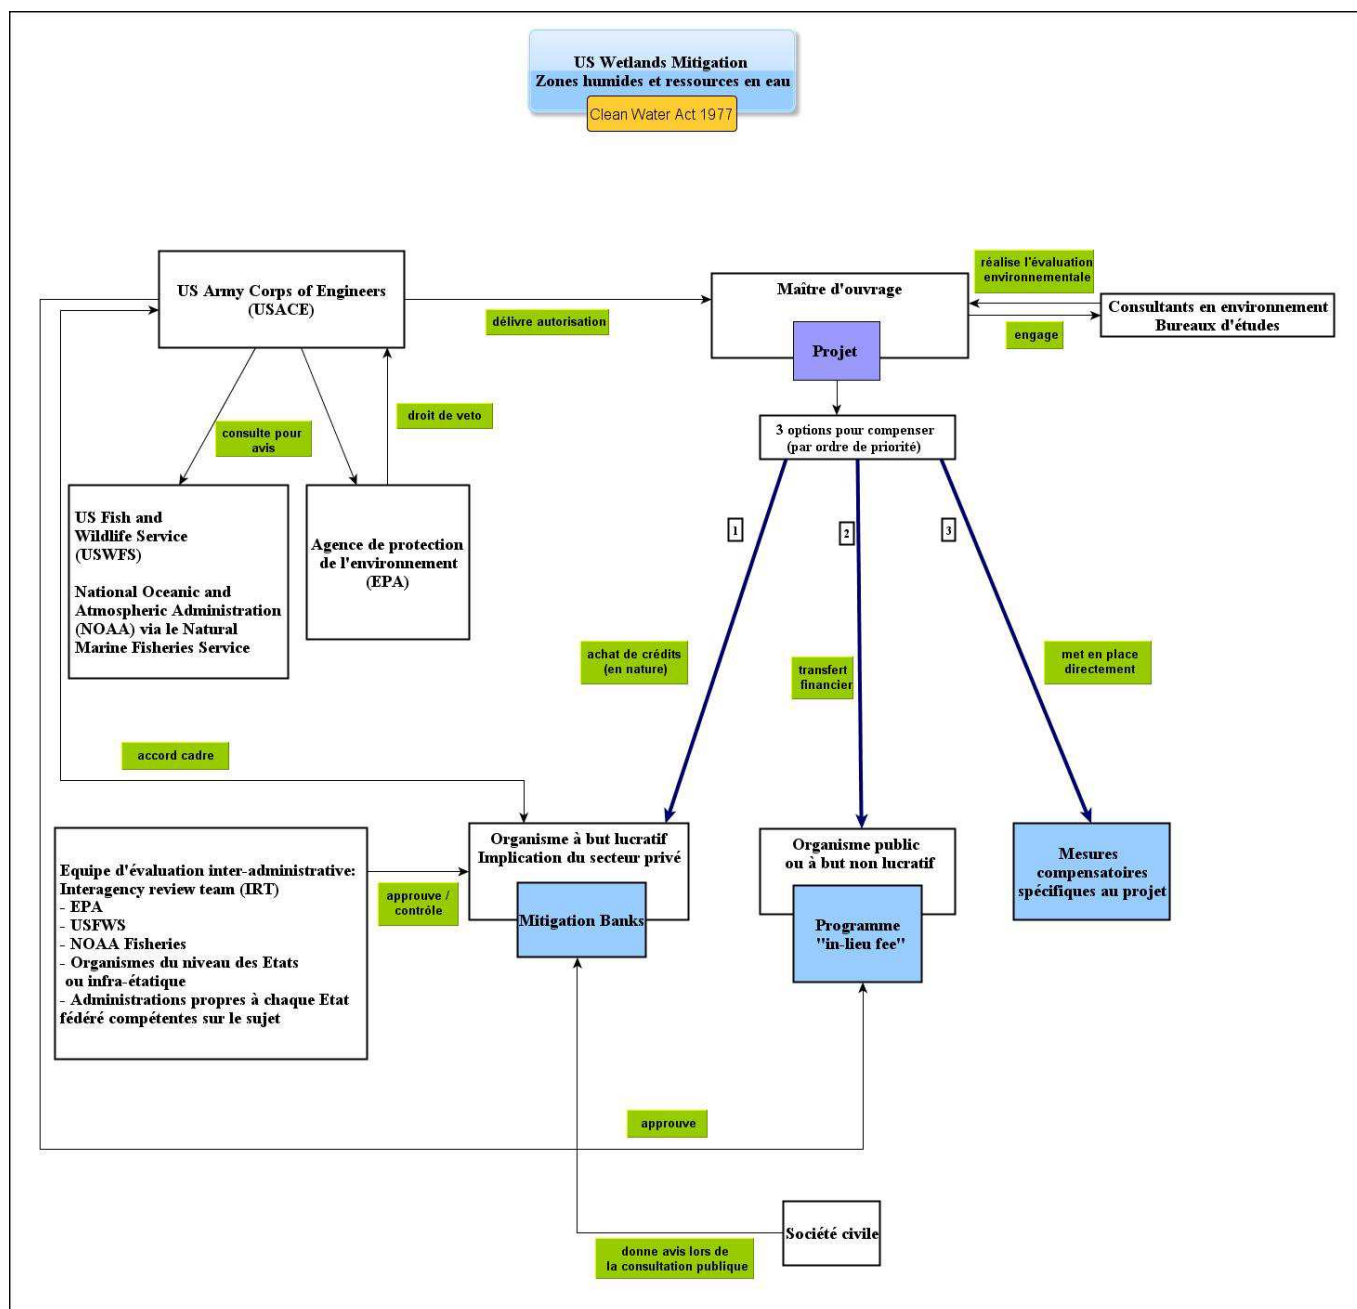 US Wetlands Mitigation
Zones humides et ressources en eau
Clean Water Act 1977
US Army Corps of Engineers
(USACE)
délivre autorisation
Maître d'ouvrage
Projet
réalise l'évaluation
environnementale
engage
Consultants en environnement
Bureaux d'études
consulte pour
avis
droit de veto
3 options pour compenser
(par ordre de priorité)
US Fish and
Wildlife Service
(USWFS)
National Oceanic and
Atmospheric Administration
(NOAA) via le Natural
Marine Fisheries Service
Agence de protection
de l'environnement
(EPA)
1
2
3
achat de crédits
(en nature)
transfert
financier
met en place
directement
accord cadre
Equipe d'évaluation inter-administrative:
Interagency review team (IRT)
- EPA
- USFWS
- NOAA Fisheries
- Organismes du niveau des Etats
ou infra-étatique
- Administrations propres à chaque Etat
fédéré compétentes sur le sujet
approuve /
contrôle
Organisme à but lucratif
Implication du secteur privé
Mitigation Banks
Organisme public
ou à but non lucratif
Programme
"in-lieu fee"
Mesures
compensatoires
spécifiques au projet
approuve
Société civile
donne avis lors de
la consultation publique